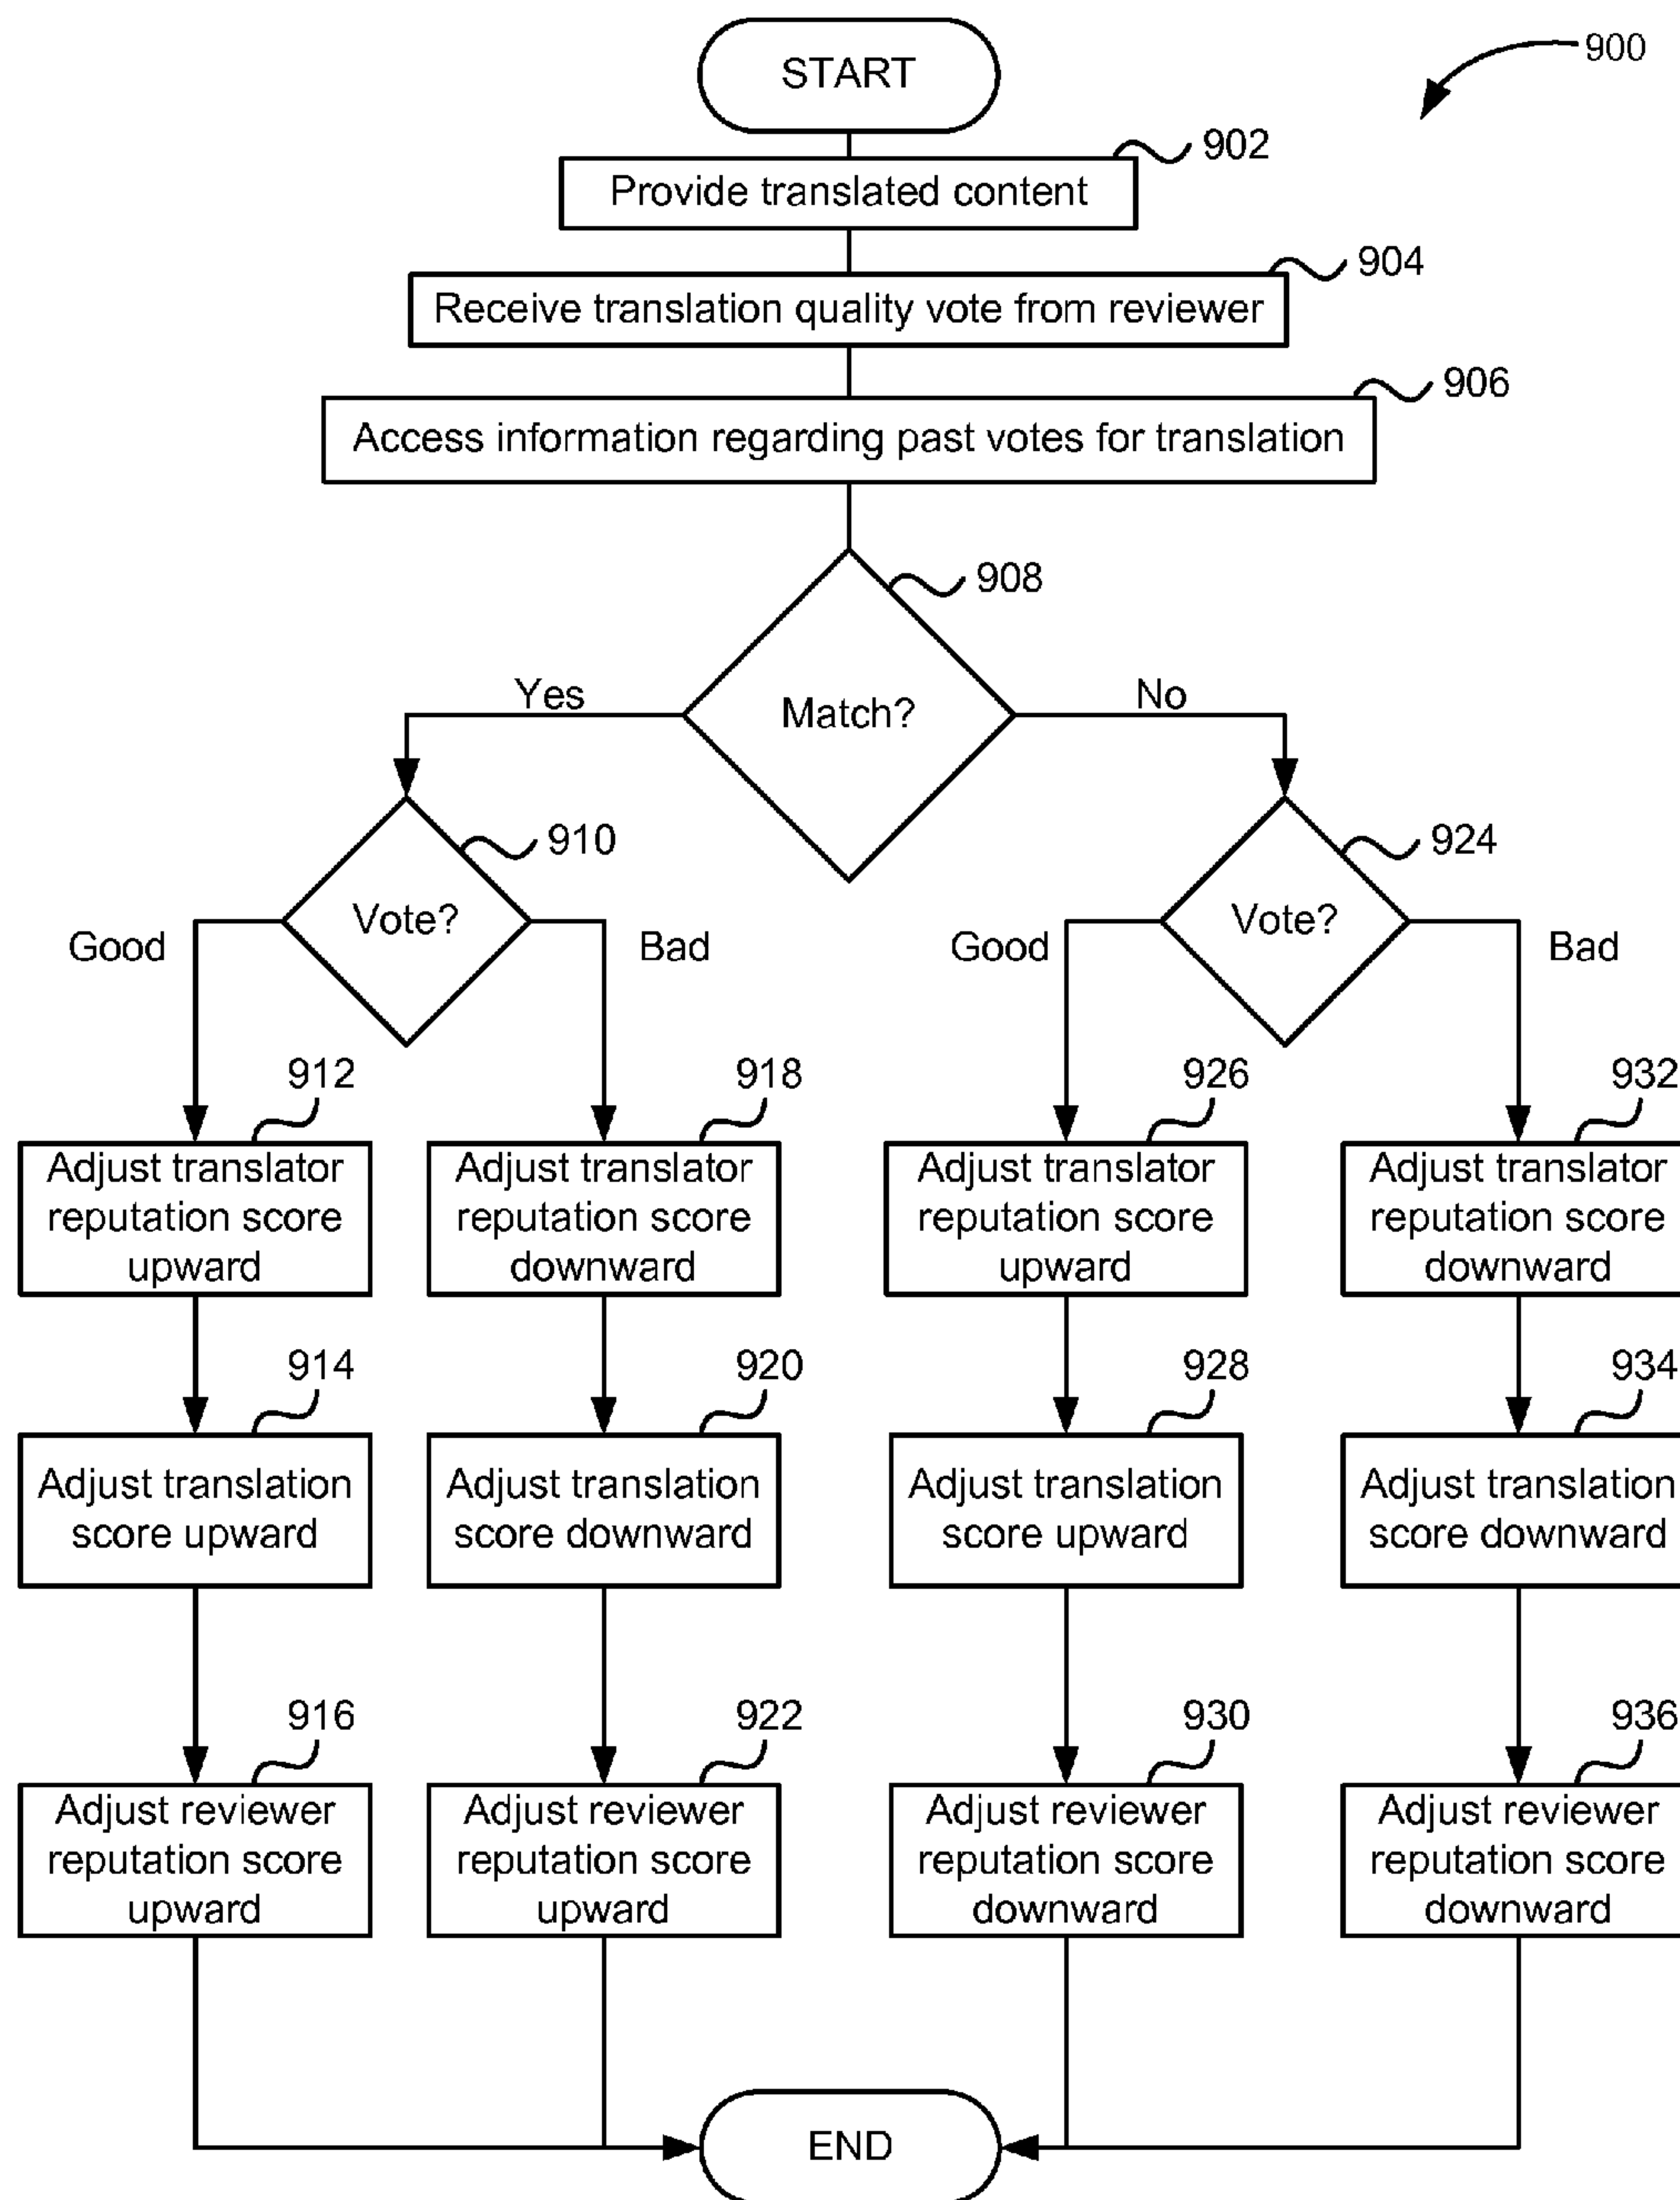 START
900
902
Provide translated content
904
Receive translation quality vote from reviewer
906
Access information regarding past votes for translation
908
Match?
Yes
No
910
Vote?
Good
Bad
924
Vote?
Good
Bad
912
Adjust translator
reputation score
upward
918
Adjust translator
reputation score
downward
926
Adjust translator
reputation score
upward
932
Adjust translator
reputation score
downward
914
Adjust translation
score upward
920
Adjust translation
score downward
928
Adjust translation
score upward
934
Adjust translation
score downward
916
Adjust reviewer
reputation score
upward
922
Adjust reviewer
reputation score
upward
930
Adjust reviewer
reputation score
downward
936
Adjust reviewer
reputation score
downward
END